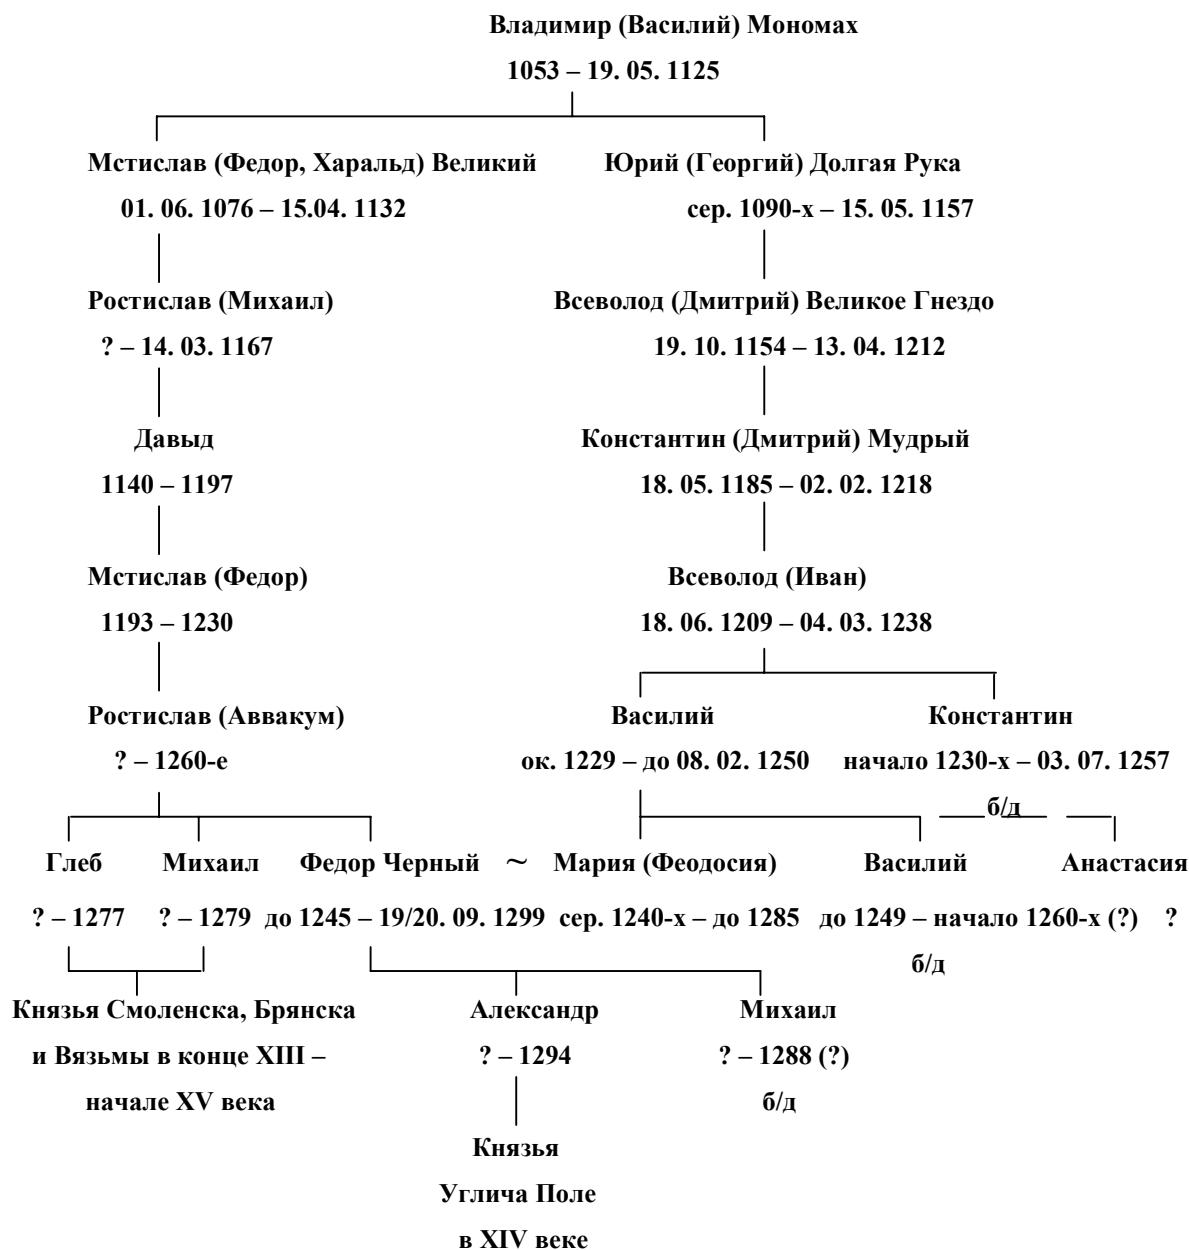 Владимир (Василий) Мономах
1053 – 19. 05. 1125
Мстислав (Федор, Харальд) Великий Юрий (Георгий) Долгая Рука
01. 06. 1076 – 15.04. 1132 сер. 1090-х – 15. 05. 1157
Ростислав (Михаил) Всеволод (Дмитрий) Великое Гнездо
? – 14. 03. 1167 19. 10. 1154 – 13. 04. 1212
Давыд Константин (Дмитрий) Мудрый
1140 – 1197 18. 05. 1185 – 02. 02. 1218
Мстислав (Федор) Всеволод (Иван)
1193 – 1230 18. 06. 1209 – 04. 03. 1238
Ростислав (Аввакум) Василий Константин
? – 1260-е ок. 1229 – до 08. 02. 1250 начало 1230-х – 03. 07. 1257
б/д
Глеб Михаил Федор Черный ~ Мария (Феодосия) Василий Анастасия
? – 1277 ? – 1279 до 1245 – 19/20. 09. 1299 сер. 1240-х – до 1285 до 1249 – начало 1260-х (?) ?
б/д
Князья Смоленска, Брянска Александр Михаил
и Вязьмы в конце XIII – ? – 1294 ? – 1288 (?)
начале XV века б/д
Князья
Углича Поле
в XIV веке